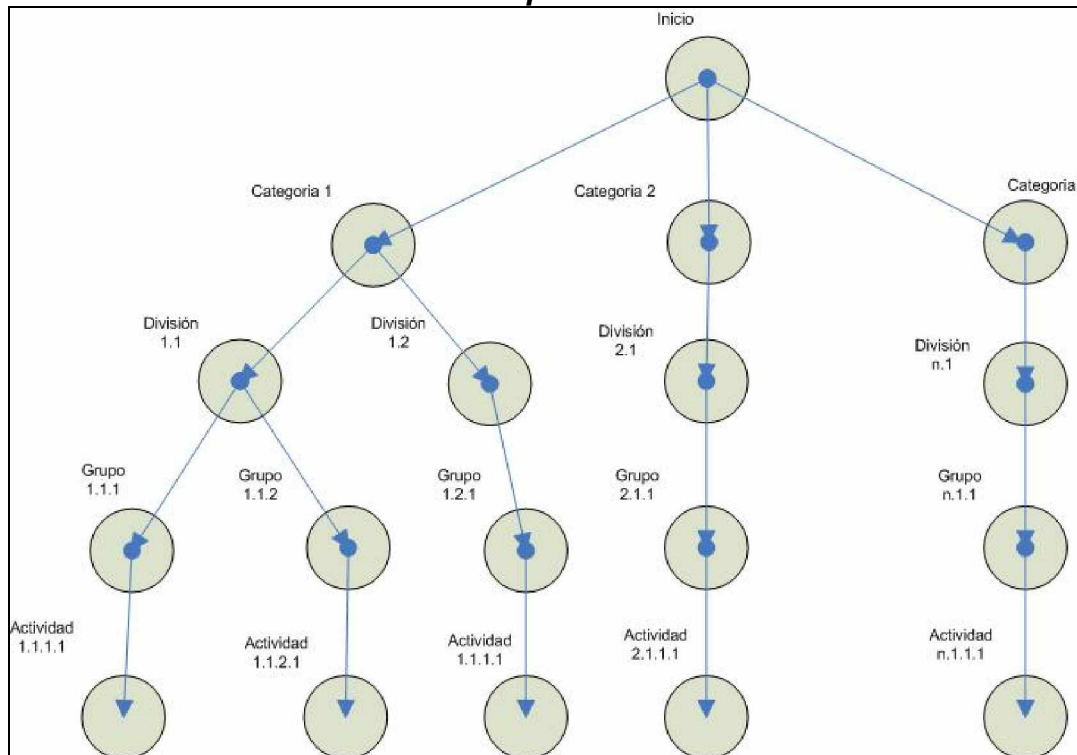 Inicio
Categoria 1
Categoria 2
Categoria
División
1.1
División
1.2
División
2.1
División
n.1
Grupo
1.1.1
Grupo
1.1.2
Grupo
1.2.1
Grupo
2.1.1
Grupo
n.1.1
Actividad
1.1.1.1
Actividad
1.1.2.1
Actividad
1.1.1.1
Actividad
2.1.1.1
Actividad
n.1.1.1